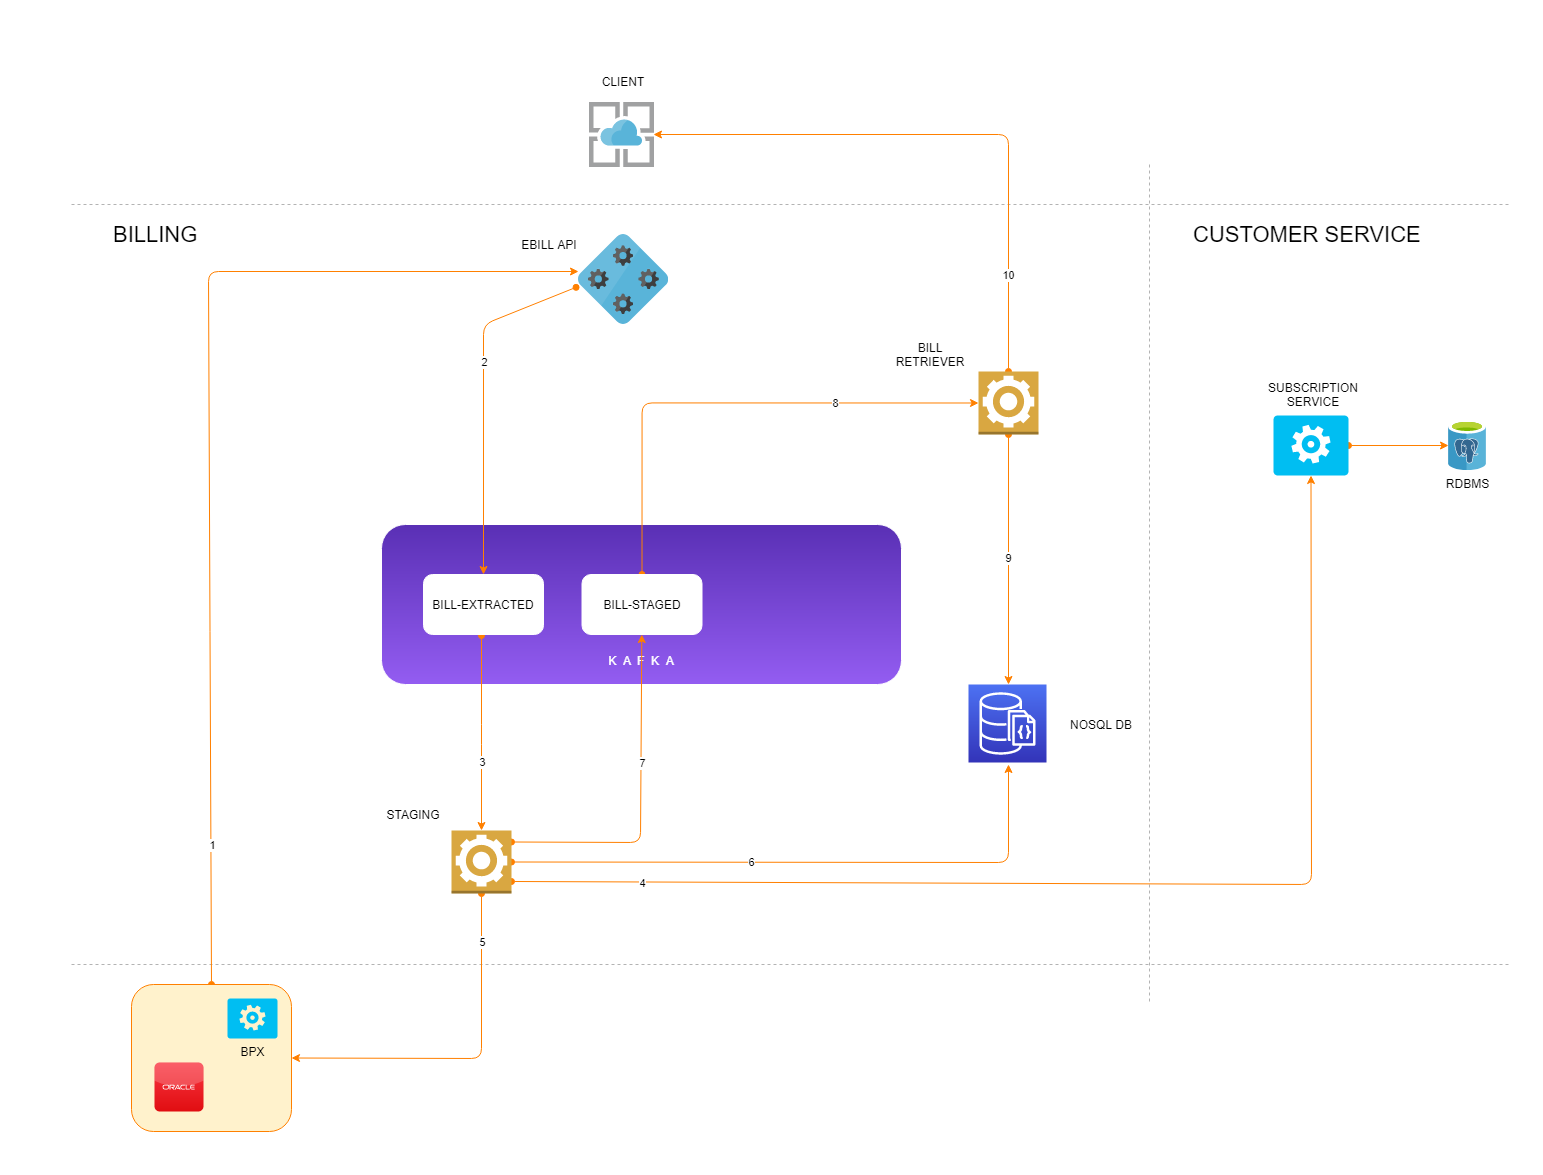 CLIENT
BILLING
CUSTOMER SERVICE
EBILL API
10
BILL
RETRIEVER
2
SUBSCRIPTION
SERVICE
8
RDBMS
9
BILL-EXTRACTED
BILL-STAGED
KAFKA
NOSQL DB
3
7
STAGING
1
6
4
5
BPX
ORACLE